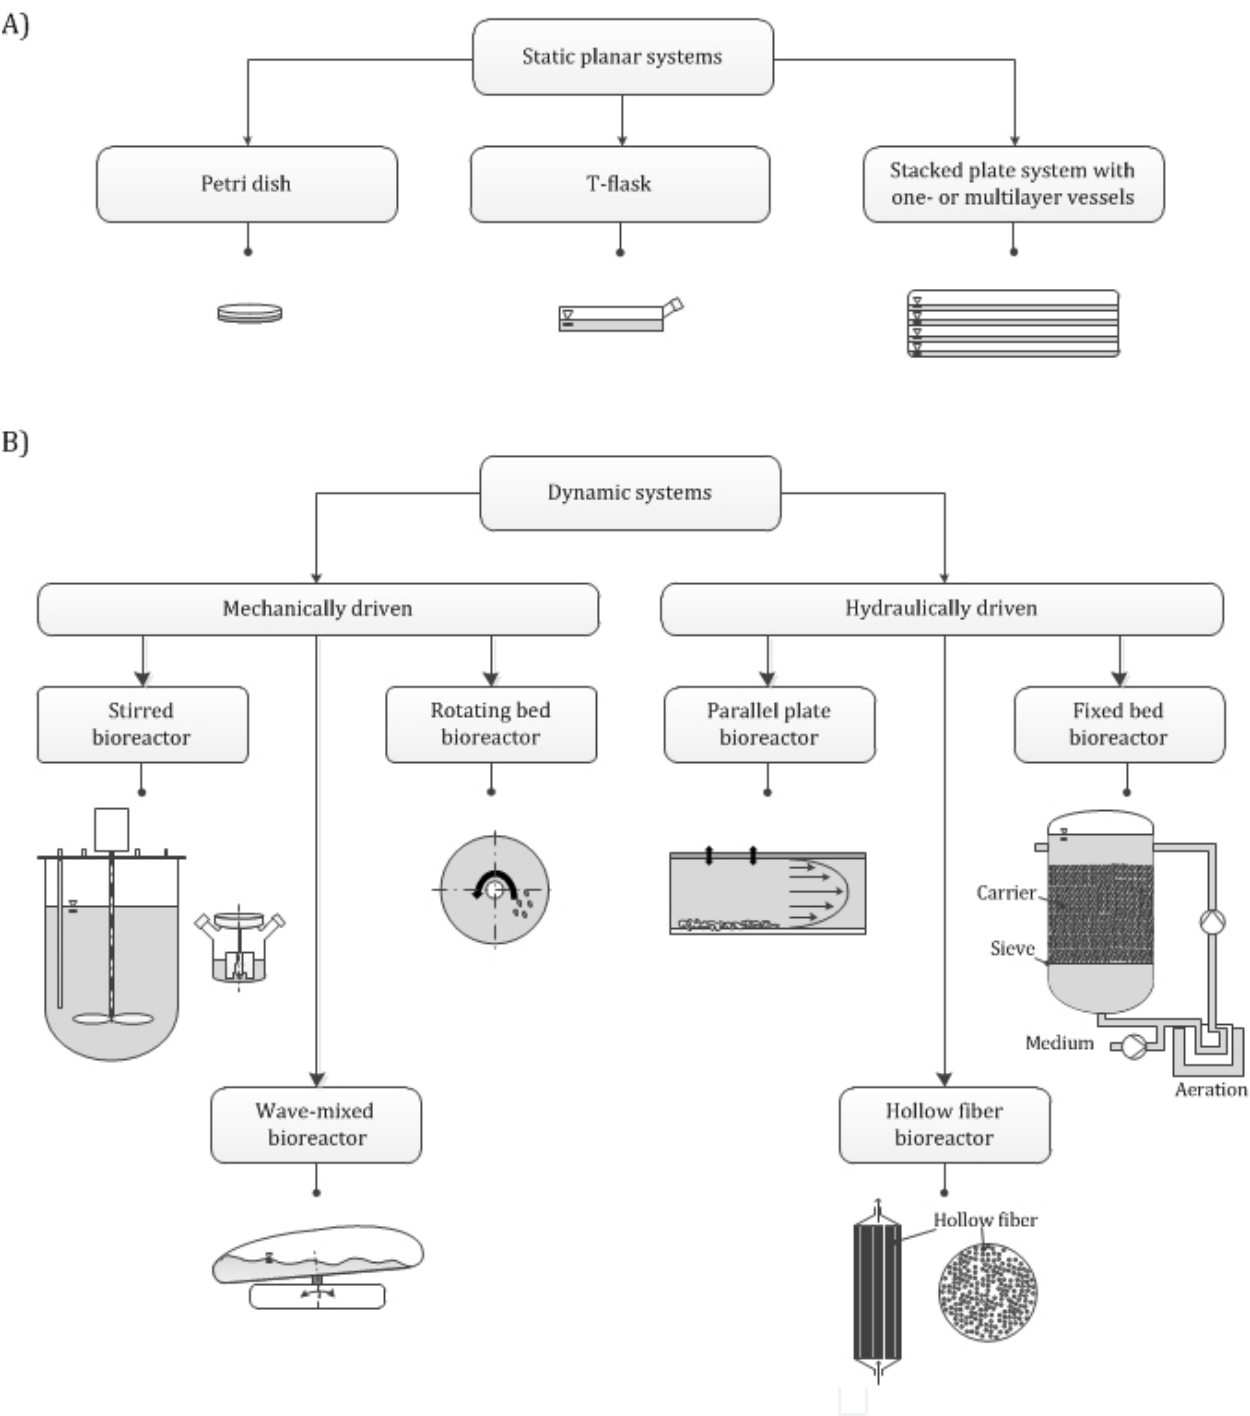 A)
Static planar systems
Petri dish
T-flask
Stacked plate system with
one- or multilayer vessels
B)
Dynamic systems
Mechanically driven
Hydraulically driven
Stirred
bioreactor
Rotating bed
bioreactor
Parallel plate
bioreactor
Fixed bed
bioreactor
Carrier
Sieve
Medium
Aeration
Wave-mixed
bioreactor
Hollow fiber
bioreactor
Hollow fiber